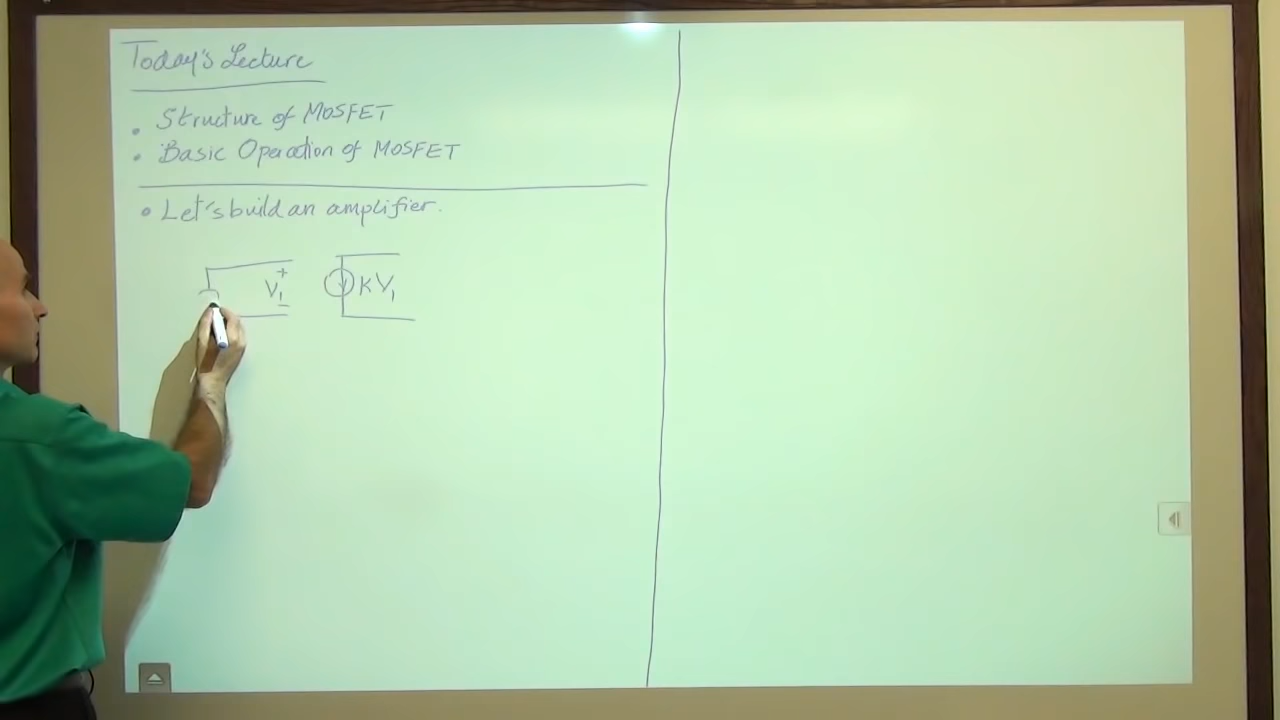 Today's Lecture
• Structure of MOSFET
• Basic Operation of MOSFET
• Let's build an amplifier.
+
V₁ KV₁
−